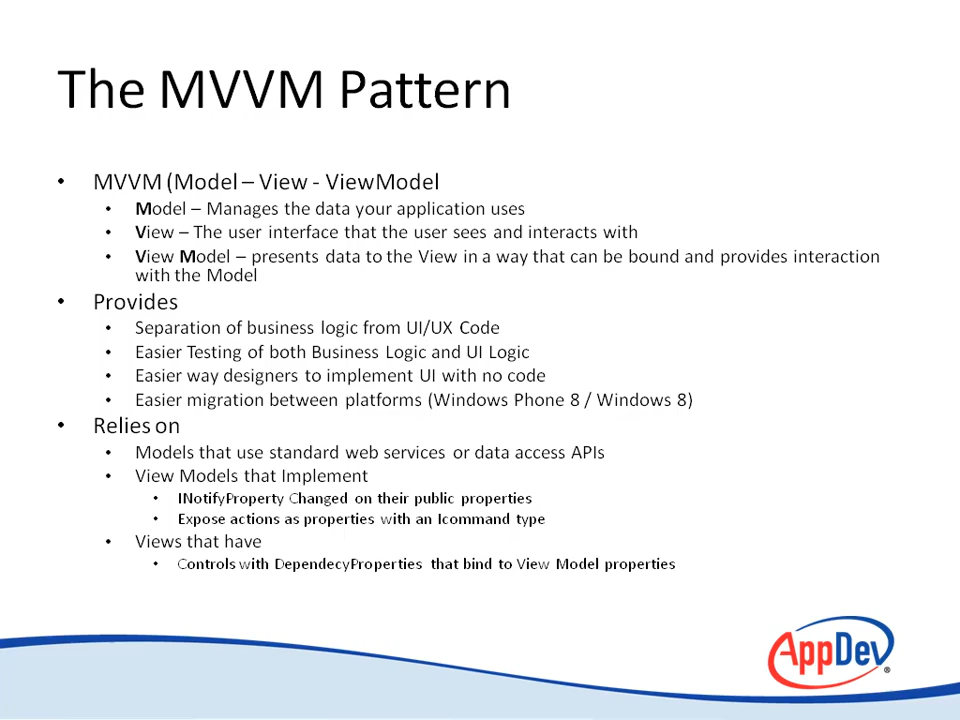 The MVVM Pattern
• MVVM (Model – View - ViewModel
• Model – Manages the data your application uses
• View – The user interface that the user sees and interacts with
• View Model – presents data to the View in a way that can be bound and provides interaction
with the Model
• Provides
• Separation of business logic from UI/UX Code
• Easier Testing of both Business Logic and UI Logic
• Easier way designers to implement UI with no code
• Easier migration between platforms (Windows Phone 8 / Windows 8)
• Relies on
• Models that use standard web services or data access APIs
• View Models that Implement
• INotifyProperty Changed on their public properties
• Expose actions as properties with an Icommand type
• Views that have
• Controls with DependecyProperties that bind to View Model properties
AppDev®